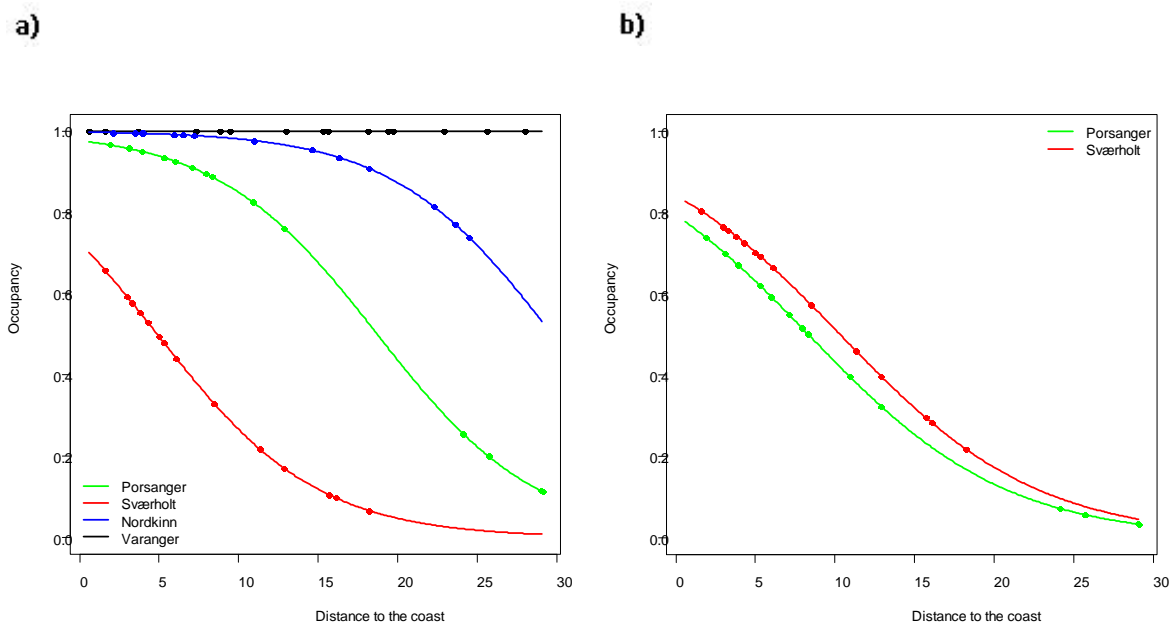 a)
1.0
0.8
0.6
0.4
0.2
0.0
Occupancy
Porsanger
Sværholt
Nordkinn
Varanger
0 5 10 15 20 25 30
Distance to the coast
b)
1.0
0.8
0.6
0.4
0.2
0.0
Occupancy
Porsanger
Sværholt
0 5 10 15 20 25 30
Distance to the coast